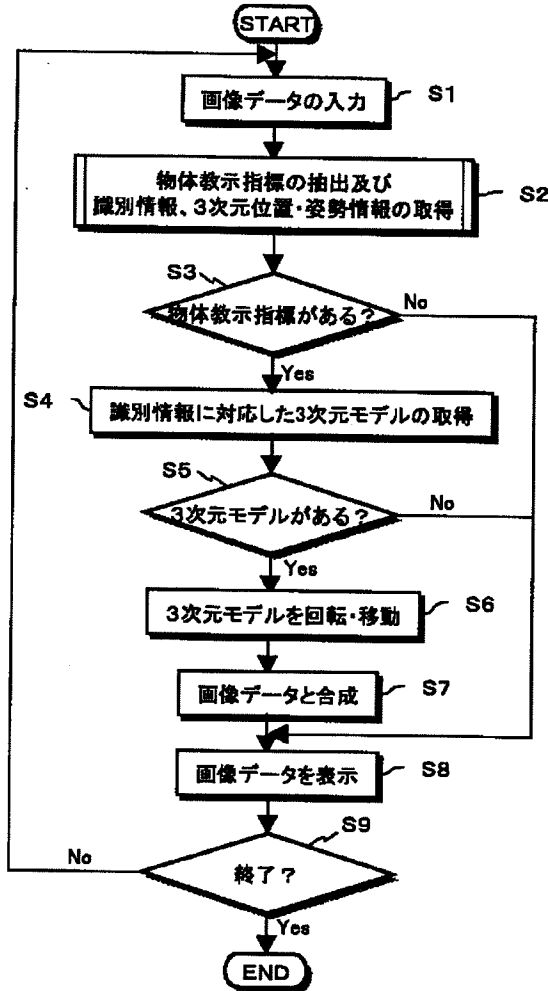 START
画像データの入力
S1
物体教示指標の抽出及び
識別情報、3次元位置・姿勢情報の取得
S2
S3
物体教示指標がある?
No
Yes
S4
識別情報に対応した3次元モデルの取得
S5
3次元モデルがある?
No
Yes
3次元モデルを回転・移動
S6
画像データと合成
S7
画像データを表示
S8
S9
終了?
No
Yes
END